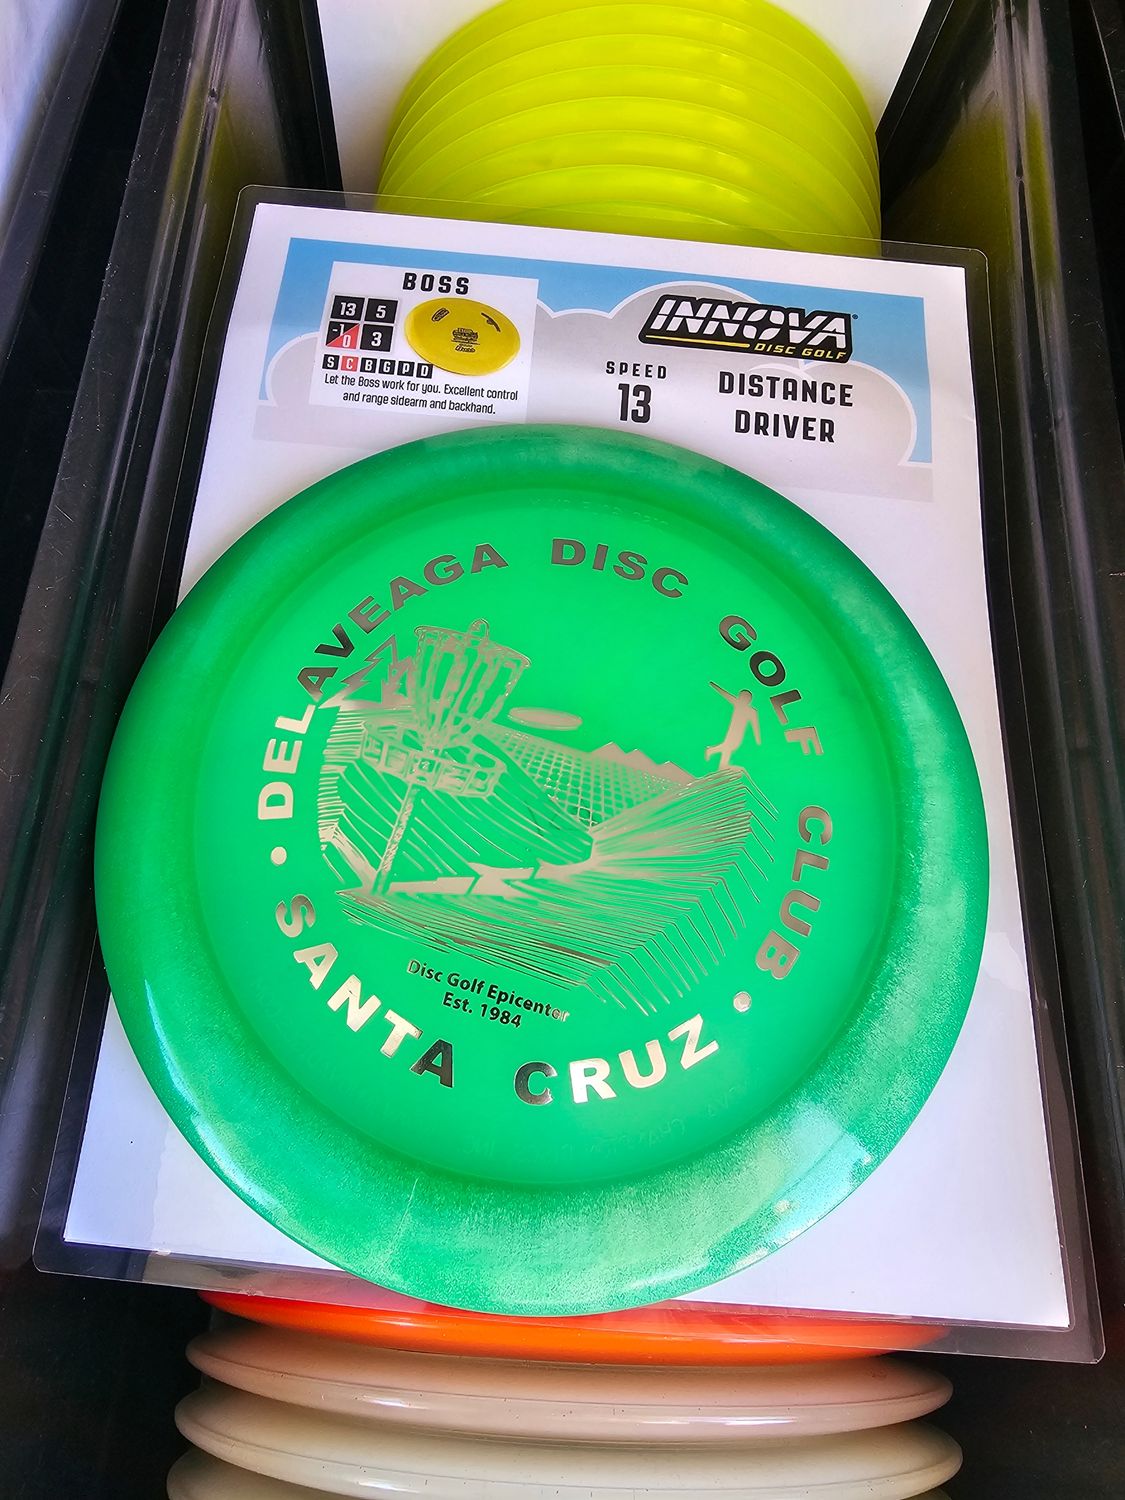 BOSS
13 5
-1 0 3
S C B G P D
Let the Boss work for you. Excellent control
and range sidearm and backhand.
INNOVA®
DISC GOLF
SPEED
13
DISTANCE
DRIVER
• DELAVEAGA DISC GOLF CLUB •
SANTA CRUZ
Disc Golf Epicenter
Est. 1984